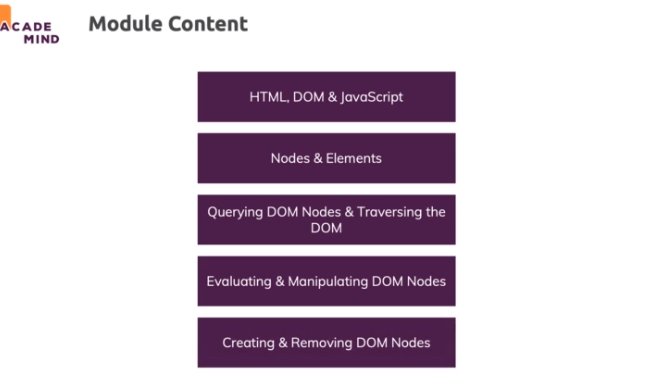 ACADE
MIND
Module Content
HTML, DOM & JavaScript
Nodes & Elements
Querying DOM Nodes & Traversing the
DOM
Evaluating & Manipulating DOM Nodes
Creating & Removing DOM Nodes